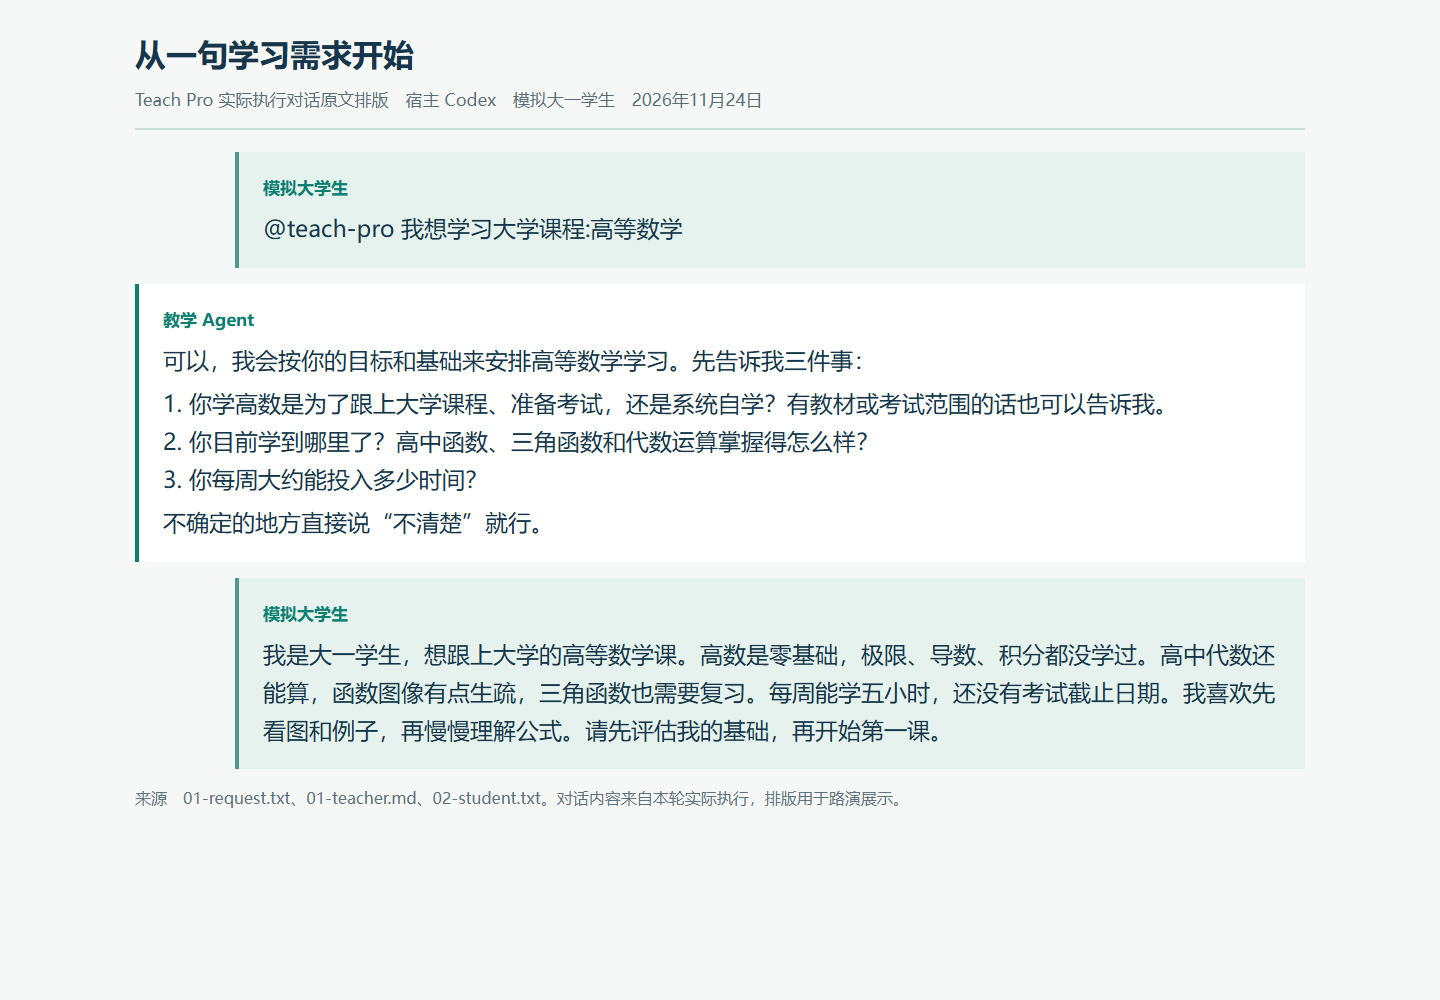 从一句学习需求开始
Teach Pro 实际执行对话原文排版 宿主 Codex 模拟大一学生 2026年11月24日
模拟大学生
@teach-pro 我想学习大学课程:高等数学
教学 Agent
可以，我会按你的目标和基础来安排高等数学学习。先告诉我三件事：
1. 你学高数是为了跟上大学课程、准备考试，还是系统自学？有教材或考试范围的话也可以告诉我。
2. 你目前学到哪里了？高中函数、三角函数和代数运算掌握得怎么样？
3. 你每周大约能投入多少时间？
不确定的地方直接说“不清楚”就行。
模拟大学生
我是大一学生，想跟上大学的高等数学课。高数是零基础，极限、导数、积分都没学过。高中代数还
能算，函数图像有点生疏，三角函数也需要复习。每周能学五小时，还没有考试截止日期。我喜欢先
看图和例子，再慢慢理解公式。请先评估我的基础，再开始第一课。
来源 01-request.txt、01-teacher.md、02-student.txt。对话内容来自本轮实际执行，排版用于路演展示。